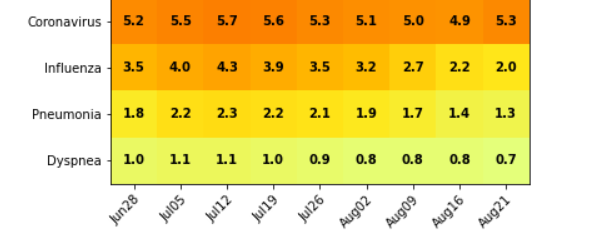 Coronavirus 5.2 5.5 5.7 5.6 5.3 5.1 5.0 4.9 5.3
Influenza 3.5 4.0 4.3 3.9 3.5 3.2 2.7 2.2 2.0
Pneumonia 1.8 2.2 2.3 2.2 2.1 1.9 1.7 1.4 1.3
Dyspnea 1.0 1.1 1.1 1.0 0.9 0.8 0.8 0.8 0.7
Jun28 Jul05 Jul12 Jul19 Jul26 Aug02 Aug09 Aug16 Aug21